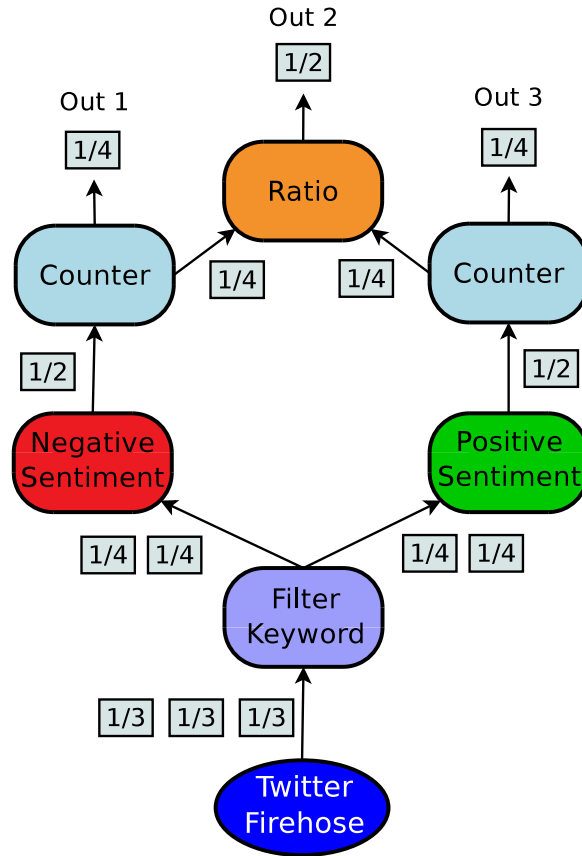 Out 2
1/2
Out 1
Out 3
1/4
1/4
Ratio
Counter
Counter
1/4
1/4
1/2
1/2
Negative
Sentiment
Positive
Sentiment
1/4 1/4
1/4 1/4
Filter
Keyword
1/3 1/3 1/3
Twitter
Firehose